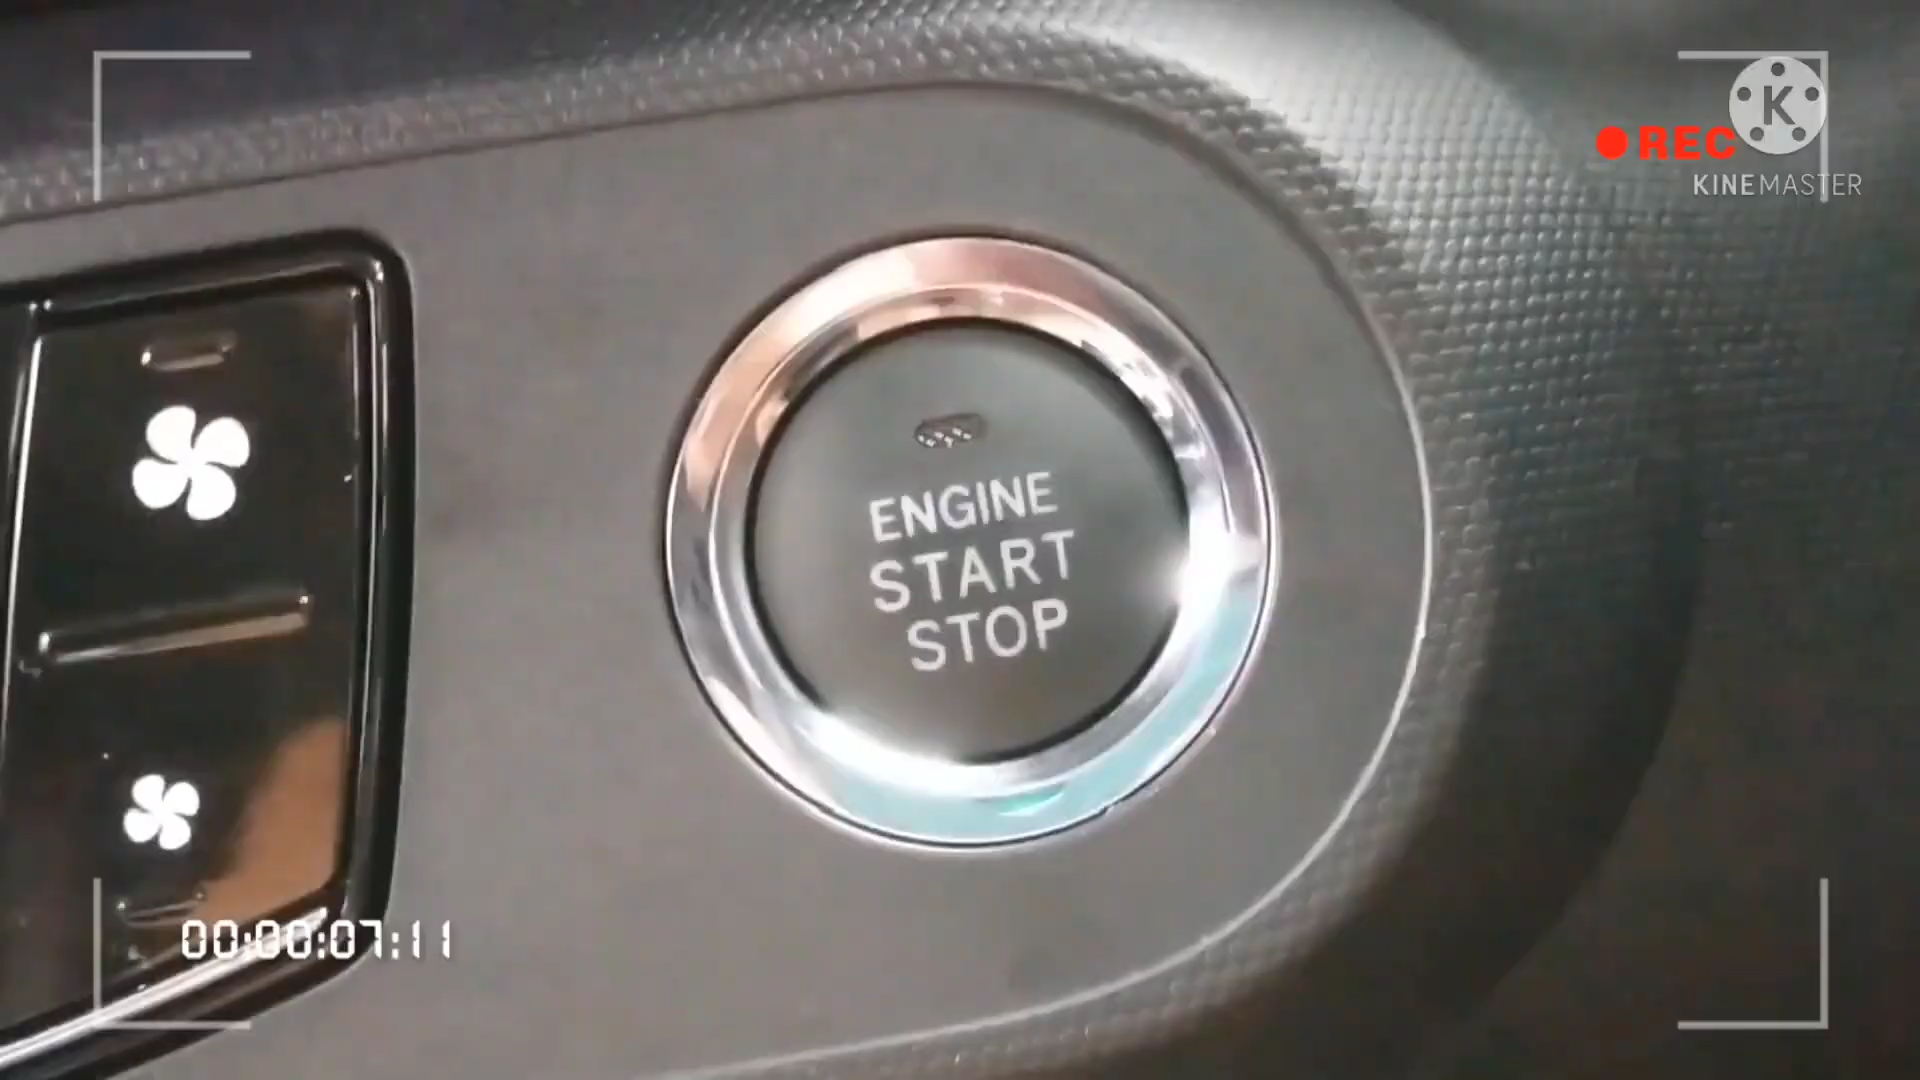 REC
K
KINEMASTER
ENGINE
START
STOP
00:00:07:11